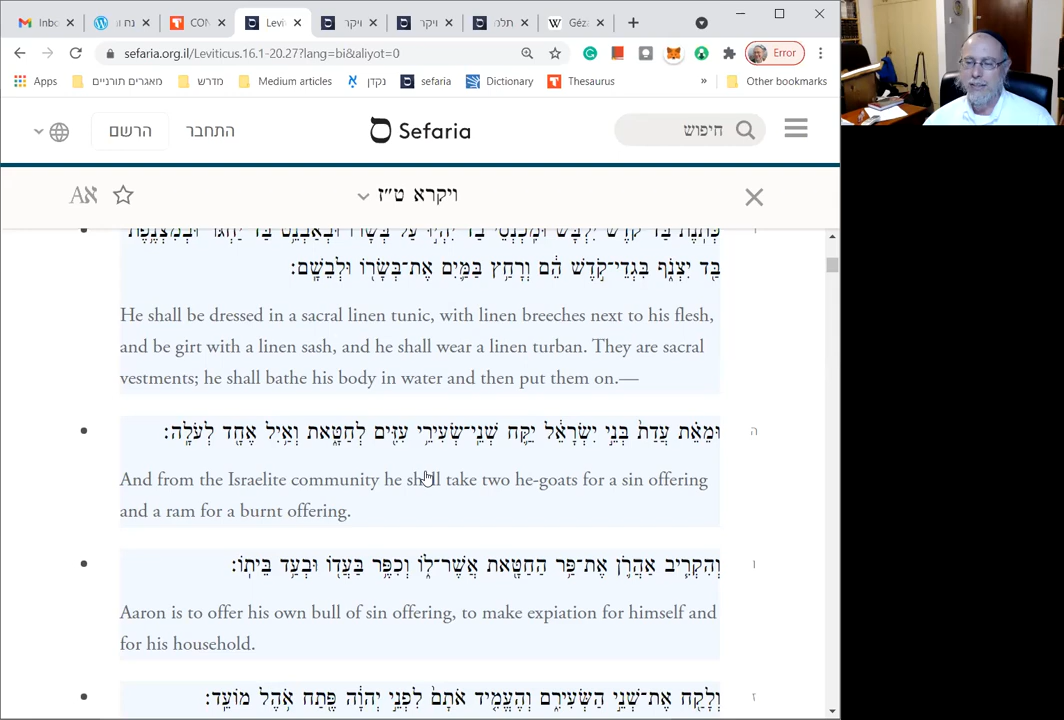 Inbo
נח וו
CON
Levit
ויקר
ויקר
תלמ
Géza
sefaria.org.il/Leviticus.16.1-20.27?lang=bi&aliyot=0
Error
Apps
מאגרים תורניים
מדרש
Medium articles
נקדן
sefaria
Dictionary
Thesaurus
»
Other bookmarks
הרשם
התחבר
Sefaria
חיפוש
ויקרא ט״ז
כְּתֹֽנֶת־בַּ֨ד קֹ֜דֶשׁ יִלְבָּ֗שׁ וּמִֽכְנְסֵי־בַד֮ יִהְי֣וּ עַל־בְּשָׂרוֹ֒ וּבְאַבְנֵ֥ט בַּד֙ יַחְגֹּ֔ר וּבְמִצְנֶ֥פֶת
בַּ֖ד יִצְנֹ֑ף בִּגְדֵי־קֹ֣דֶשׁ הֵ֔ם וְרָחַ֥ץ בַּמַּ֛יִם אֶת־בְּשָׂר֖וֹ וּלְבֵשָֽׁם׃
He shall be dressed in a sacral linen tunic, with linen breeches next to his flesh,
and be girt with a linen sash, and he shall wear a linen turban. They are sacral
vestments; he shall bathe his body in water and then put them on.—
ה
וּמֵאֵ֗ת עֲדַת֙ בְּנֵ֣י יִשְׂרָאֵ֔ל יִקַּ֛ח שְׁנֵֽי־שְׂעִירֵ֥י עִזִּ֖ים לְחַטָּ֑את וְאַ֥יִל אֶחָ֖ד לְעֹלָֽה׃
And from the Israelite community he shall take two he-goats for a sin offering
and a ram for a burnt offering.
ו
וְהִקְרִ֧יב אַהֲרֹ֛ן אֶת־פַּ֥ר הַחַטָּ֖את אֲשֶׁר־ל֑וֹ וְכִפֶּ֥ר בַּעֲד֖וֹ וּבְעַ֥ד בֵּיתֽוֹ׃
Aaron is to offer his own bull of sin offering, to make expiation for himself and
for his household.
ז
וְלָקַ֖ח אֶת־שְׁנֵ֣י הַשְּׂעִירִ֑ם וְהֶעֱמִ֤יד אֹתָם֙ לִפְנֵ֣י יְהוָ֔ה פֶּ֖תַח אֹ֥הֶל מוֹעֵֽד׃